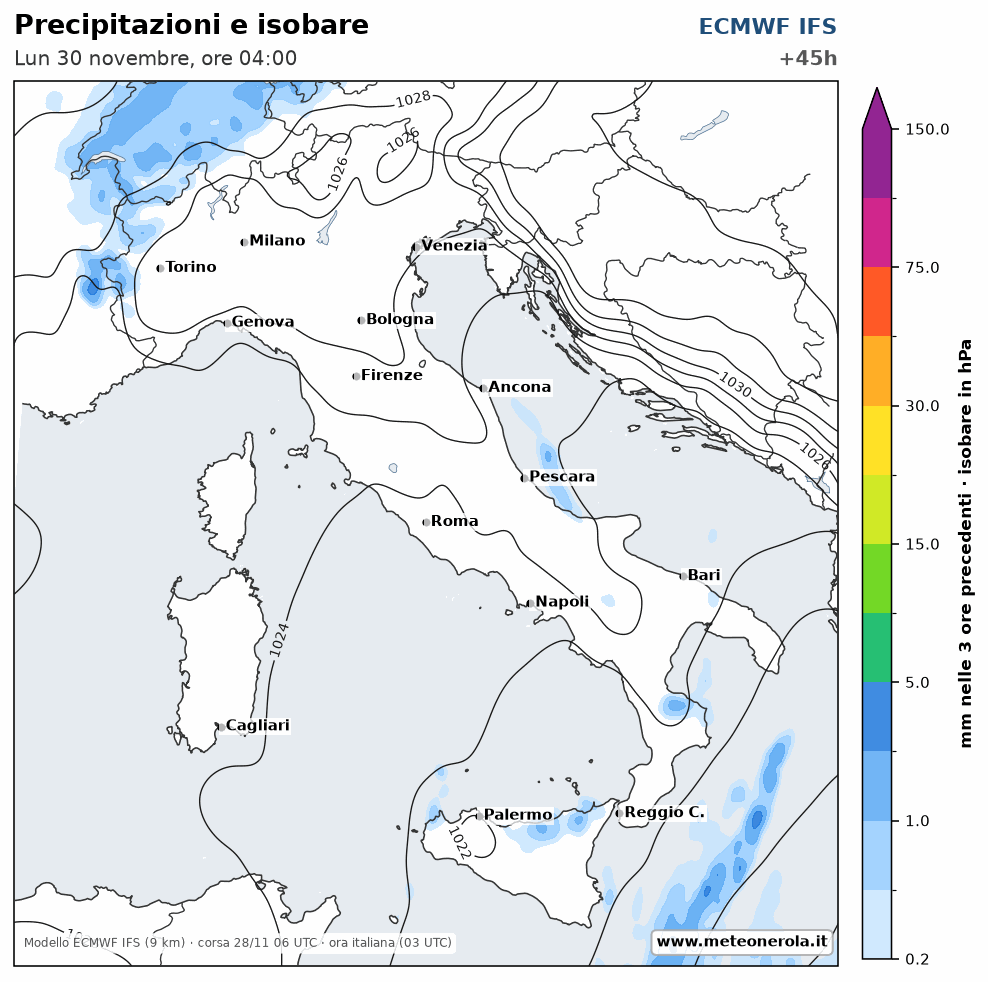 Precipitazioni e isobare
ECMWF IFS
Lun 30 novembre, ore 04:00
+45h
1028
1026
1026
150.0
75.0
30.0
15.0
5.0
1.0
0.2
mm nelle 3 ore precedenti · isobare in hPa
Milano
Venezia
Torino
Genova
Bologna
Firenze
Ancona
1030
1026
Pescara
Roma
Bari
Napoli
1024
Cagliari
Palermo
Reggio C.
1022
Modello ECMWF IFS (9 km) · corsa 28/11 06 UTC · ora italiana (03 UTC)
www.meteonerola.it